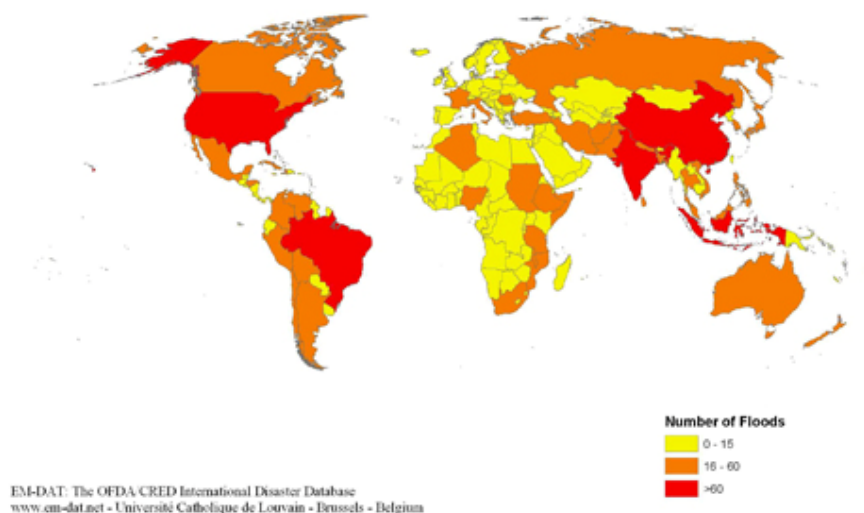 Number of Floods
0 - 15
16 - 60
>60
EM-DAT: The OFDA/CRED International Disaster Database
www.em-dat.net - Université Catholique de Louvain - Brussels - Belgium